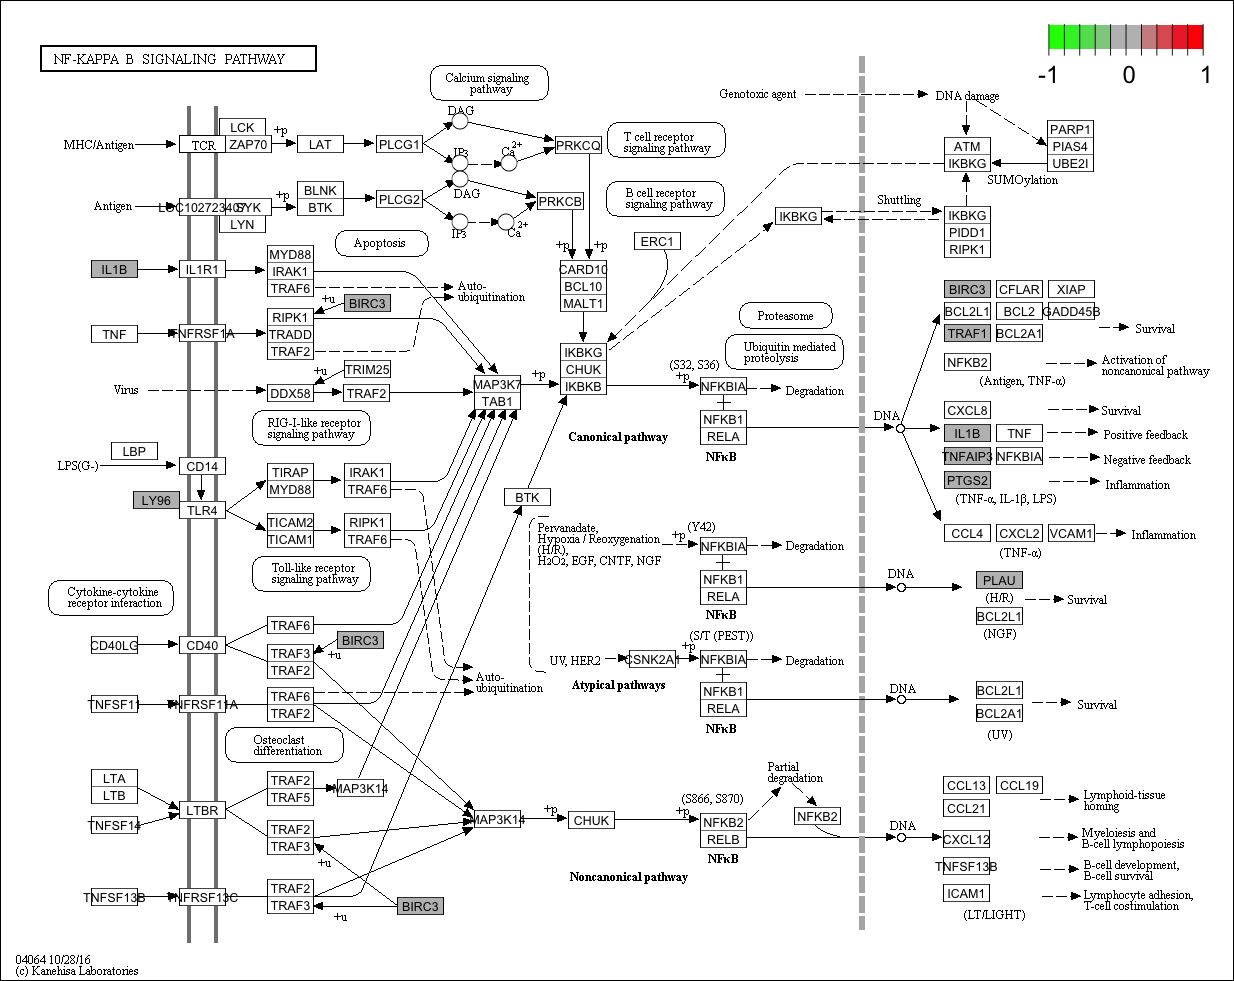 NF-KAPPA B SIGNALING PATHWAY
-1
0
1
Calcium signaling
pathway
Genotoxic agent
DNA damage
MHC/Antigen
TCR
LCK
ZAP70
+p
LAT
PLCG1
DAG
IP3
Ca2+
PRKCQ
T cell receptor
signaling pathway
ATM
IKBKG
PARP1
PIAS4
UBE2I
SUMOylation
Antigen
LOC102723407
SYK
LYN
+p
BLNK
BTK
PLCG2
DAG
IP3
Ca2+
PRKCB
B cell receptor
signaling pathway
IKBKG
Shuttling
IKBKG
PIDD1
RIPK1
Apoptosis
+p
+p
ERC1
IL1B
IL1R1
MYD88
IRAK1
TRAF6
Auto-
ubiquitination
CARD10
BCL10
MALT1
TNF
TNFRSF1A
+u
BIRC3
RIPK1
TRADD
TRAF2
Proteasome
Ubiquitin mediated
proteolysis
BIRC3
CFLAR
XIAP
BCL2L1
BCL2
GADD45B
TRAF1
BCL2A1
Survival
NFKB2
Activation of
noncanonical pathway
(Antigen, TNF-α)
Virus
DDX58
+u
TRIM25
TRAF2
MAP3K7
TAB1
+p
IKBKG
CHUK
IKBKB
(S32, S36)
+p
NFKBIA
Degradation
NFKB1
RELA
NFκB
Canonical pathway
DNA
CXCL8
Survival
IL1B
TNF
Positive feedback
TNFAIP3
NFKBIA
Negative feedback
PTGS2
Inflammation
(TNF-α, IL-1β, LPS)
CCL4
CXCL2
VCAM1
Inflammation
(TNF-α)
RIG-I-like receptor
signaling pathway
LPS(G-)
LBP
CD14
LY96
TLR4
TIRAP
MYD88
IRAK1
TRAF6
TICAM2
TICAM1
RIPK1
TRAF6
BTK
Toll-like receptor
signaling pathway
Pervanadate,
Hypoxia / Reoxygenation
(H/R),
H2O2, EGF, CNTF, NGF
(Y42)
+p
NFKBIA
Degradation
NFKB1
RELA
NFκB
DNA
PLAU
(H/R)
BCL2L1
(NGF)
Survival
Cytokine-cytokine
receptor interaction
CD40LG
CD40
TRAF6
TRAF3
TRAF2
+u
BIRC3
Auto-
ubiquitination
UV, HER2
CSNK2A1
+p
(S/T (PEST))
NFKBIA
Degradation
Atypical pathways
NFKB1
RELA
NFκB
DNA
BCL2L1
BCL2A1
(UV)
Survival
TNFSF11
TNFRSF11A
TRAF6
TRAF2
Osteoclast
differentiation
LTA
LTB
TNFSF14
LTBR
TRAF2
TRAF5
MAP3K14
TRAF2
TRAF3
+u
MAP3K14
+p
CHUK
(S866, S870)
+p
NFKB2
RELB
NFκB
Partial
degradation
NFKB2
DNA
Noncanonical pathway
CCL13
CCL19
CCL21
Lymphoid-tissue
homing
CXCL12
Myeloiesis and
B-cell lymphopoiesis
TNFSF13B
B-cell development,
B-cell survival
ICAM1
Lymphocyte adhesion,
T-cell costimulation
(LT/LIGHT)
TNFSF13B
TNFRSF13C
TRAF2
TRAF3
+u
BIRC3
04064 10/28/16
(c) Kanehisa Laboratories